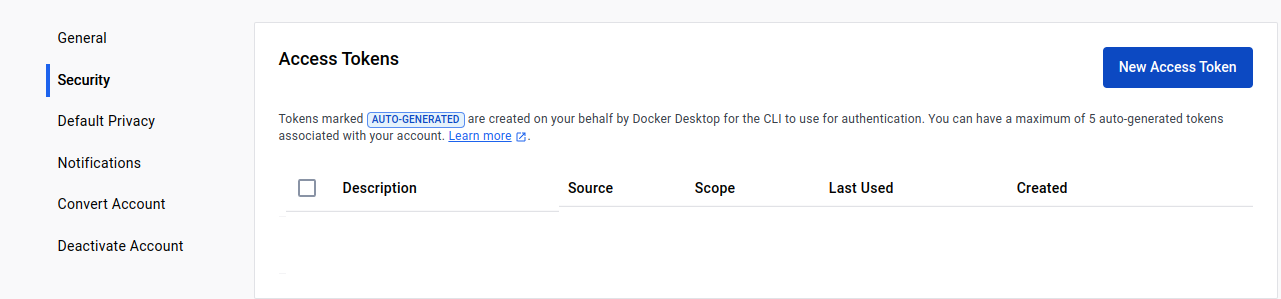 General
Security
Default Privacy
Notifications
Convert Account
Deactivate Account
Access Tokens
New Access Token
Tokens marked AUTO-GENERATED are created on your behalf by Docker Desktop for the CLI to use for authentication. You can have a maximum of 5 auto-generated tokens
associated with your account. Learn more.
Description Source Scope Last Used Created